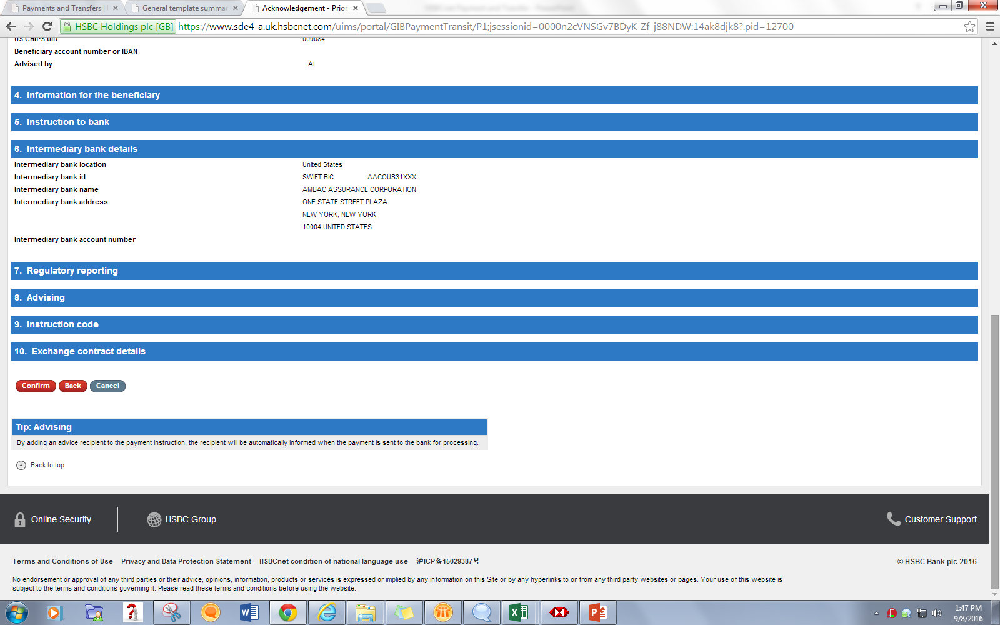 Payments and Transfers |
General template summar
Acknowledgement - Prior
HSBC Holdings plc [GB] https://www.sde4-a.uk.hsbcnet.com/uims/portal/GIBPaymentTransit/P1;jsessionid=0000n2cVNSGv7BDyK-Zf_j88NDW:14ak8djk8?.pid=12700
US CHIPS UID 000084
Beneficiary account number or IBAN
Advised by At
4. Information for the beneficiary
5. Instruction to bank
6. Intermediary bank details
Intermediary bank location United States
Intermediary bank id SWIFT BIC AACOUS31XXX
Intermediary bank name AMBAC ASSURANCE CORPORATION
Intermediary bank address ONE STATE STREET PLAZA
NEW YORK, NEW YORK
10004 UNITED STATES
Intermediary bank account number
7. Regulatory reporting
8. Advising
9. Instruction code
10. Exchange contract details
Confirm Back Cancel
Tip: Advising
By adding an advice recipient to the payment instruction, the recipient will be automatically informed when the payment is sent to the bank for processing.
Back to top
Online Security HSBC Group Customer Support
Terms and Conditions of Use Privacy and Data Protection Statement HSBCnet condition of national language use 沪ICP备15029387号 © HSBC Bank plc 2016
No endorsement or approval of any third parties or their advice, opinions, information, products or services is expressed or implied by any information on this Site or by any hyperlinks to or from any third party websites or pages. Your use of this website is
subject to the terms and conditions governing it. Please read these terms and conditions before using the website.
1:47 PM
9/8/2016